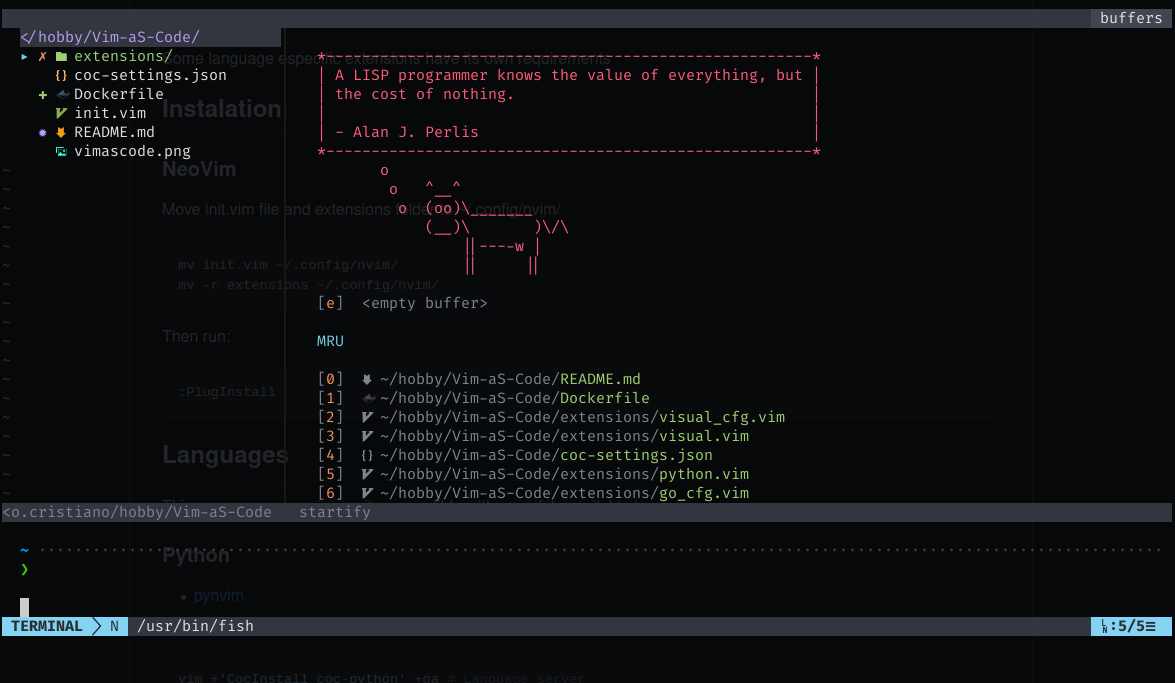 buffers
</hobby/Vim-aS-Code/
▸ ✗ extensions/
{} coc-settings.json
+ Dockerfile
init.vim
README.md
vimascode.png
*------------------------------------------------------*
| A LISP programmer knows the value of everything, but |
| the cost of nothing. |
| |
| - Alan J. Perlis |
*------------------------------------------------------*
o
o ^__^
o (oo)\_______
(__)\ )\/\
||----w |
|| ||
[e] <empty buffer>
MRU
[0] ~/hobby/Vim-aS-Code/README.md
[1] ~/hobby/Vim-aS-Code/Dockerfile
[2] ~/hobby/Vim-aS-Code/extensions/visual_cfg.vim
[3] ~/hobby/Vim-aS-Code/extensions/visual.vim
[4] {} ~/hobby/Vim-aS-Code/coc-settings.json
[5] ~/hobby/Vim-aS-Code/extensions/python.vim
[6] ~/hobby/Vim-aS-Code/extensions/go_cfg.vim
<o.cristiano/hobby/Vim-aS-Code startify
~
❯
TERMINAL N /usr/bin/fish :5/5☰
Some language especific extensions have its own requirements
Instalation
NeoVim
Move init.vim file and extensions folder config/nvim/
mv init.vim ~/.config/nvim/
mv -r extensions ~/.config/nvim/
Then run:
:PlugInstall
Languages
Python
• pynvim
vim +'CocInstall coc-python' +qa # Language server